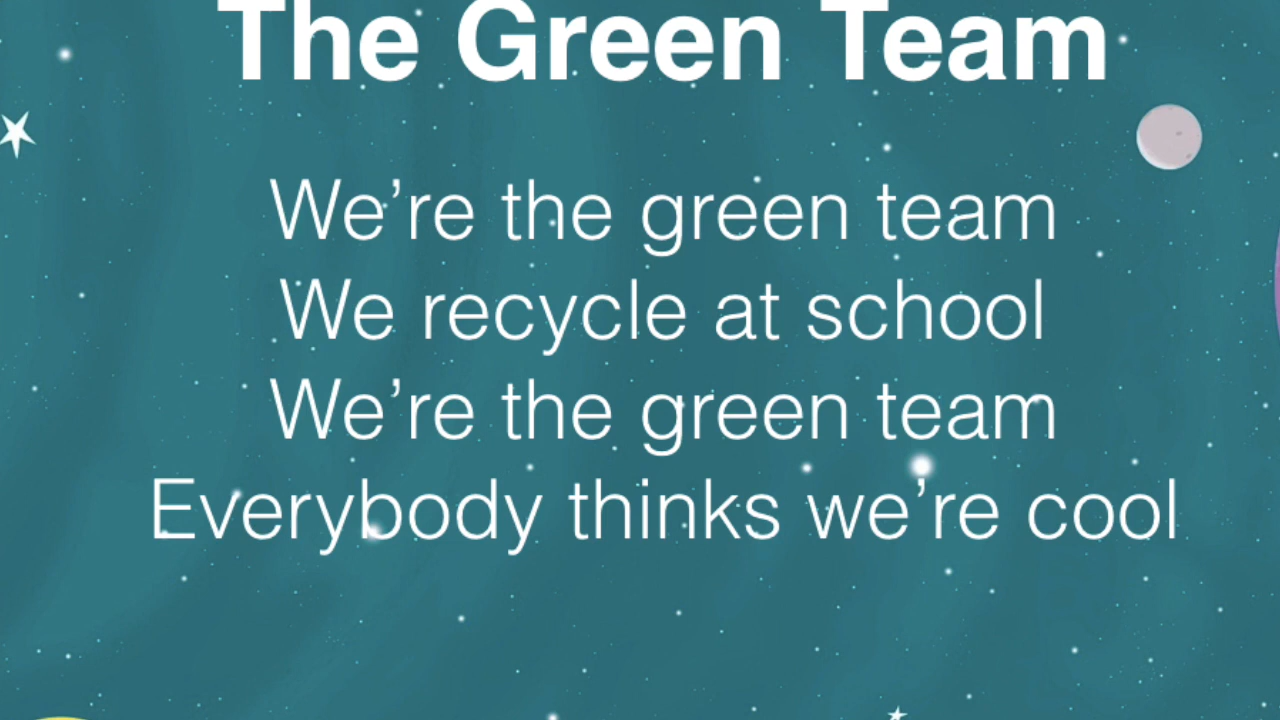 The Green Team
We’re the green team
We recycle at school
We’re the green team
Everybody thinks we’re cool